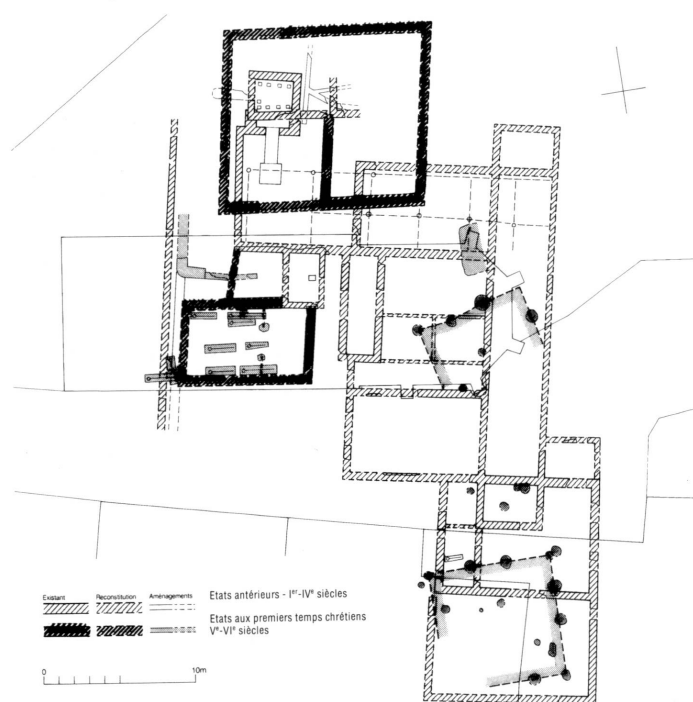 Existant Reconstitution Aménagements
Etats antérieurs - Ier-IVe siècles
Etats aux premiers temps chrétiens
Ve-VIe siècles
0 10m